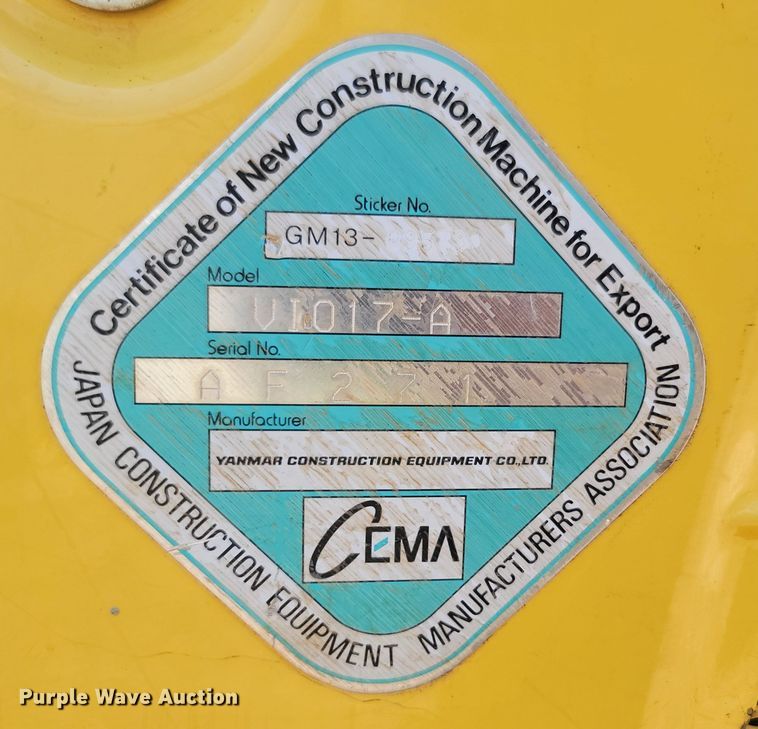 Certificate of New Construction Machine for Export
Sticker No.
GM13-
Model
VIO17-A
Serial No.
AF271
Manufacturer
YANMAR CONSTRUCTION EQUIPMENT CO.,LTD.
CEMA
JAPAN CONSTRUCTION EQUIPMENT MANUFACTURERS ASSOCIATION
Purple Wave Auction